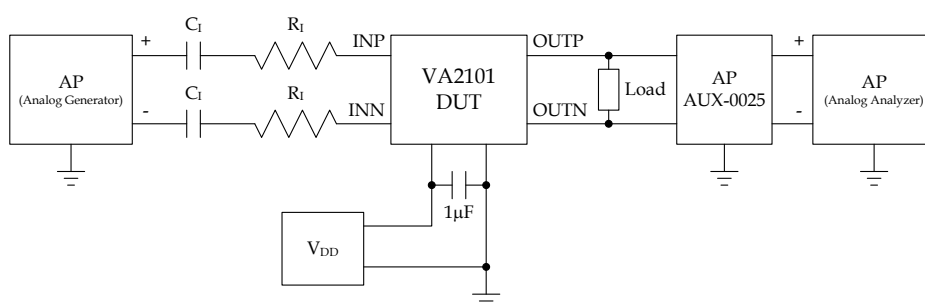 C_I R_I INP OUTP
+ +
AP
(Analog Generator)
VA2101
DUT
Load
AP
AUX-0025
AP
(Analog Analyzer)
- C_I R_I INN OUTN -
1μF
V_DD